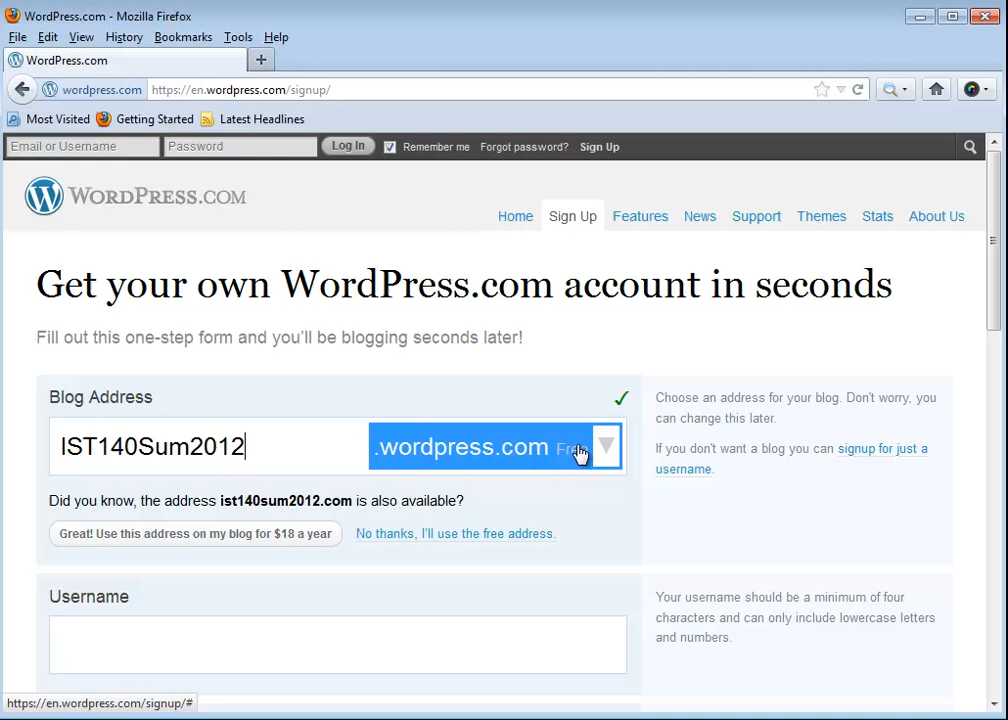 WordPress.com - Mozilla Firefox
File Edit View History Bookmarks Tools Help
WordPress.com
wordpress.com https://en.wordpress.com/signup/
Most Visited Getting Started Latest Headlines
Email or Username Password Log In Remember me Forgot password? Sign Up
WORDPRESS.COM
Home Sign Up Features News Support Themes Stats About Us
Get your own WordPress.com account in seconds
Fill out this one-step form and you'll be blogging seconds later!
Blog Address
IST140Sum2012 .wordpress.com Free
Did you know, the address ist140sum2012.com is also available?
Great! Use this address on my blog for $18 a year No thanks, I'll use the free address.
Choose an address for your blog. Don't worry, you
can change this later.
If you don't want a blog you can signup for just a
username.
Username
Your username should be a minimum of four
characters and can only include lowercase letters
and numbers.
https://en.wordpress.com/signup/#